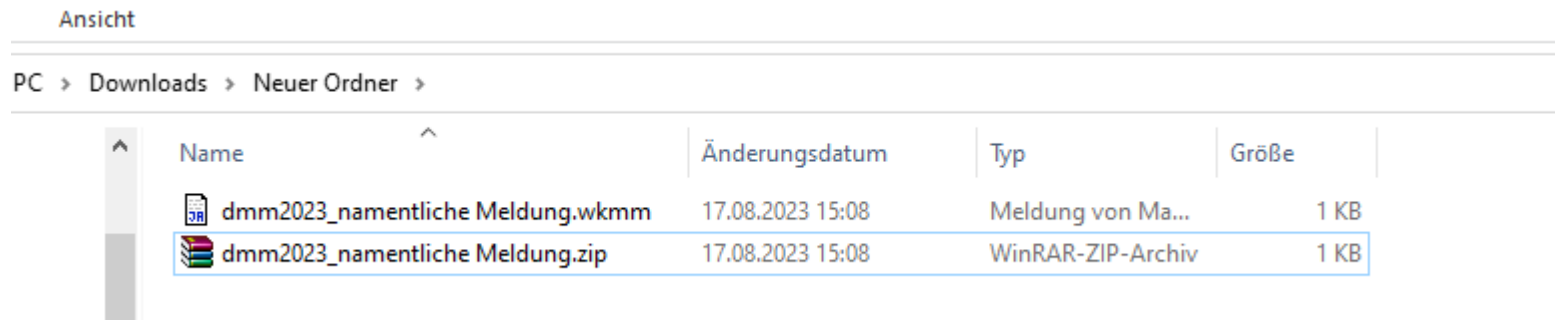 Ansicht
PC > Downloads > Neuer Ordner >
Name Änderungsdatum Typ Größe
dmm2023_namentliche Meldung.wkmm 17.08.2023 15:08 Meldung von Ma... 1 KB
dmm2023_namentliche Meldung.zip 17.08.2023 15:08 WinRAR-ZIP-Archiv 1 KB